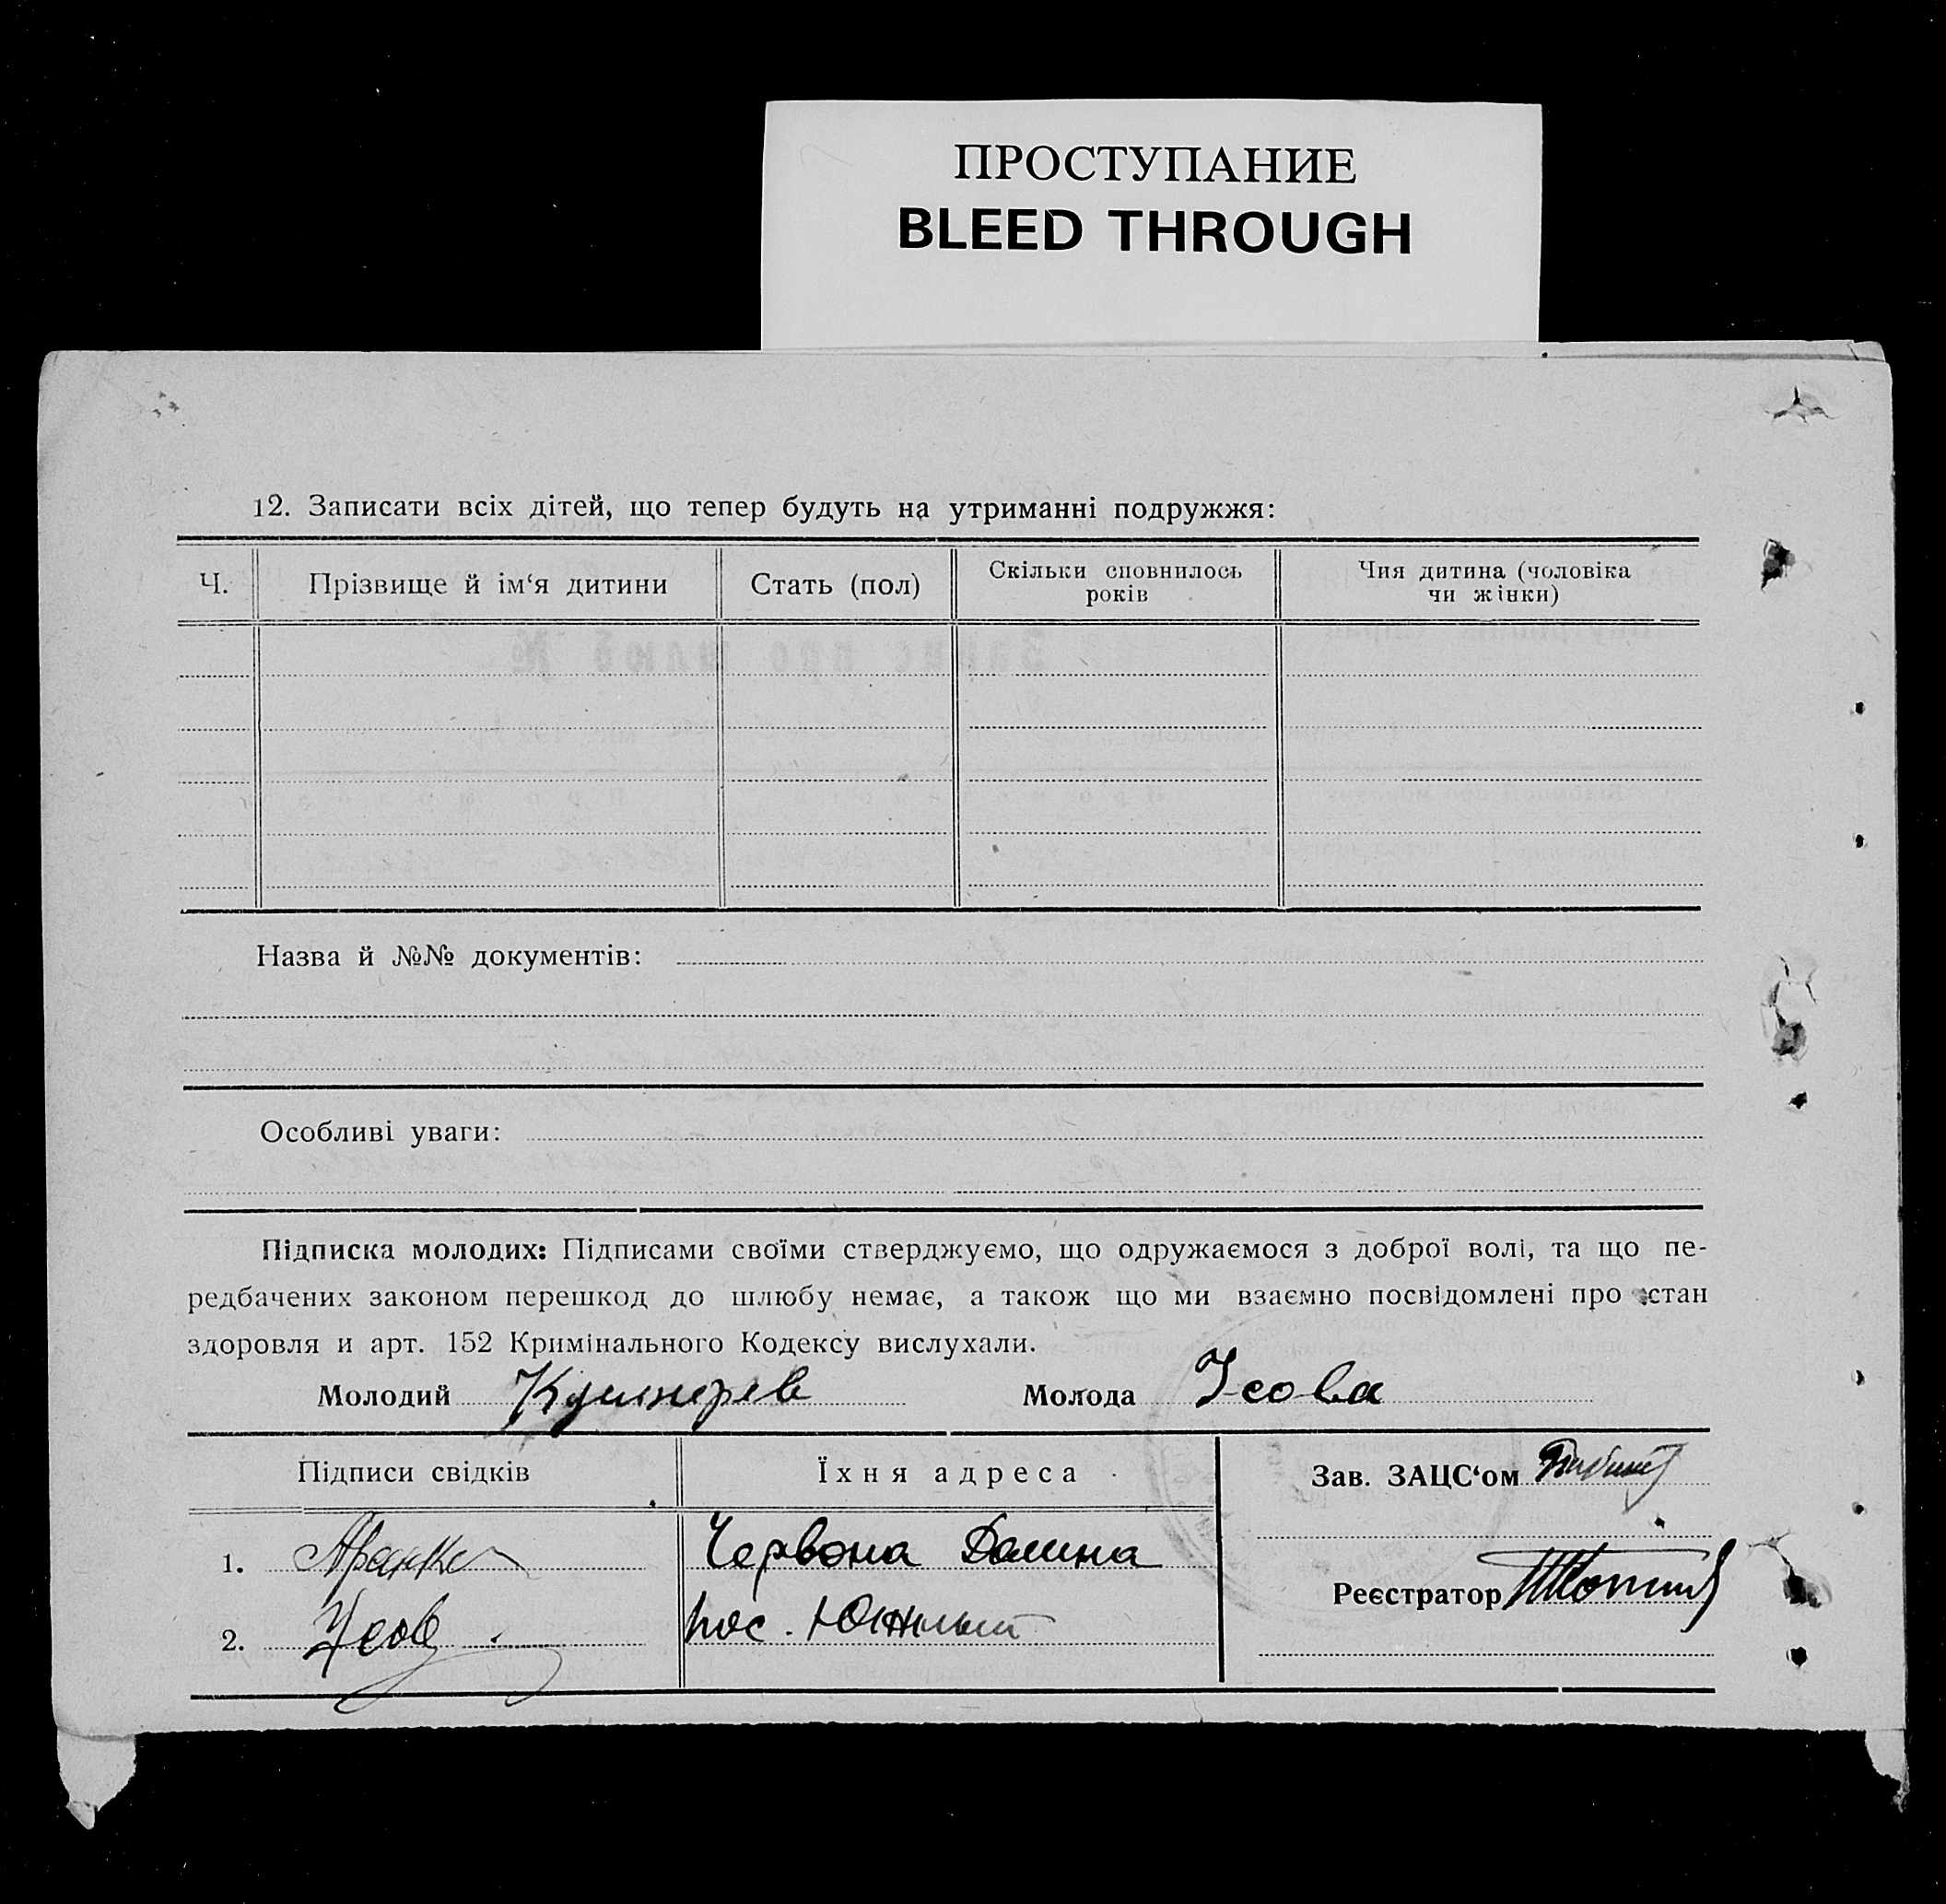 ПРОСТУПАНИЕ
BLEED THROUGH
12. Записати всіх дітей, що тепер будуть на утриманні подружжя:
Ч. Прізвище й ім‘я дитини Стать (пол) Скільки сповнилось років Чия дитина (чоловіка чи жінки)
Назва й №№ документів:
Особливі уваги:
Підписка молодих: Підписами своїми стверджуємо, що одружаємося з доброї волі, та що пе-
редбачених законом перешкод до шлюбу немає, а також що ми взаємно посвідомлені про стан
здоровля и арт. 152 Кримінального Кодексу вислухали.
Молодий Молода Усова
Підписи свідків Їхня адреса Зав. ЗАЦС‘ом
1. Червона Долина
Реєстратор
2. Усов пос. Южный